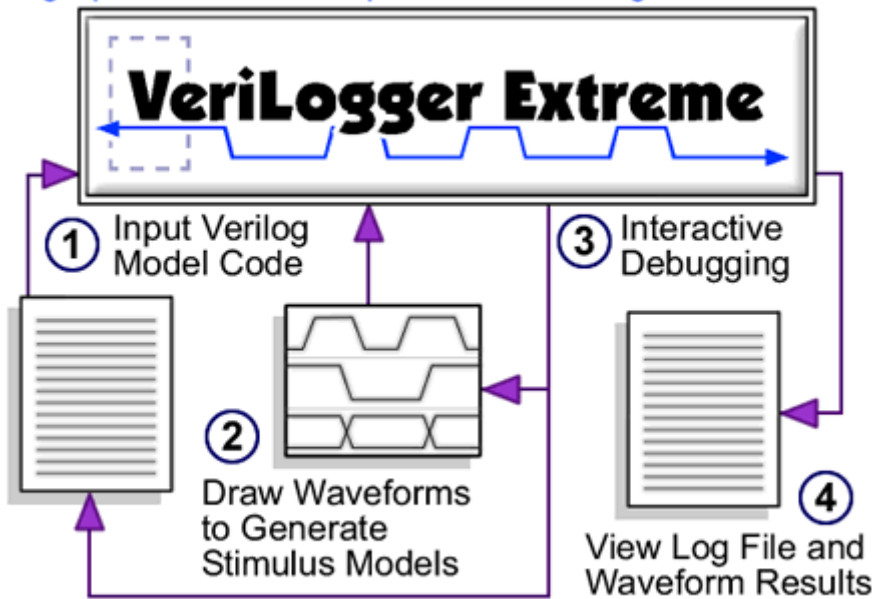 VeriLogger Extreme
1 Input Verilog
Model Code
2
Draw Waveforms
to Generate
Stimulus Models
3 Interactive
Debugging
4
View Log File and
Waveform Results